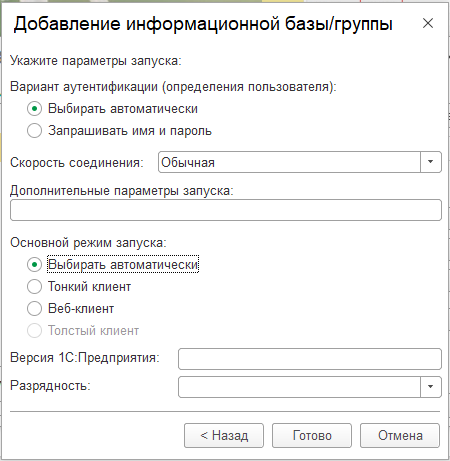 Добавление информационной базы/группы
Укажите параметры запуска:
Вариант аутентификации (определения пользователя):
Выбирать автоматически
Запрашивать имя и пароль
Скорость соединения: Обычная
Дополнительные параметры запуска:
Основной режим запуска:
Выбирать автоматически
Тонкий клиент
Веб-клиент
Толстый клиент
Версия 1С:Предприятия:
Разрядность:
< Назад Готово Отмена